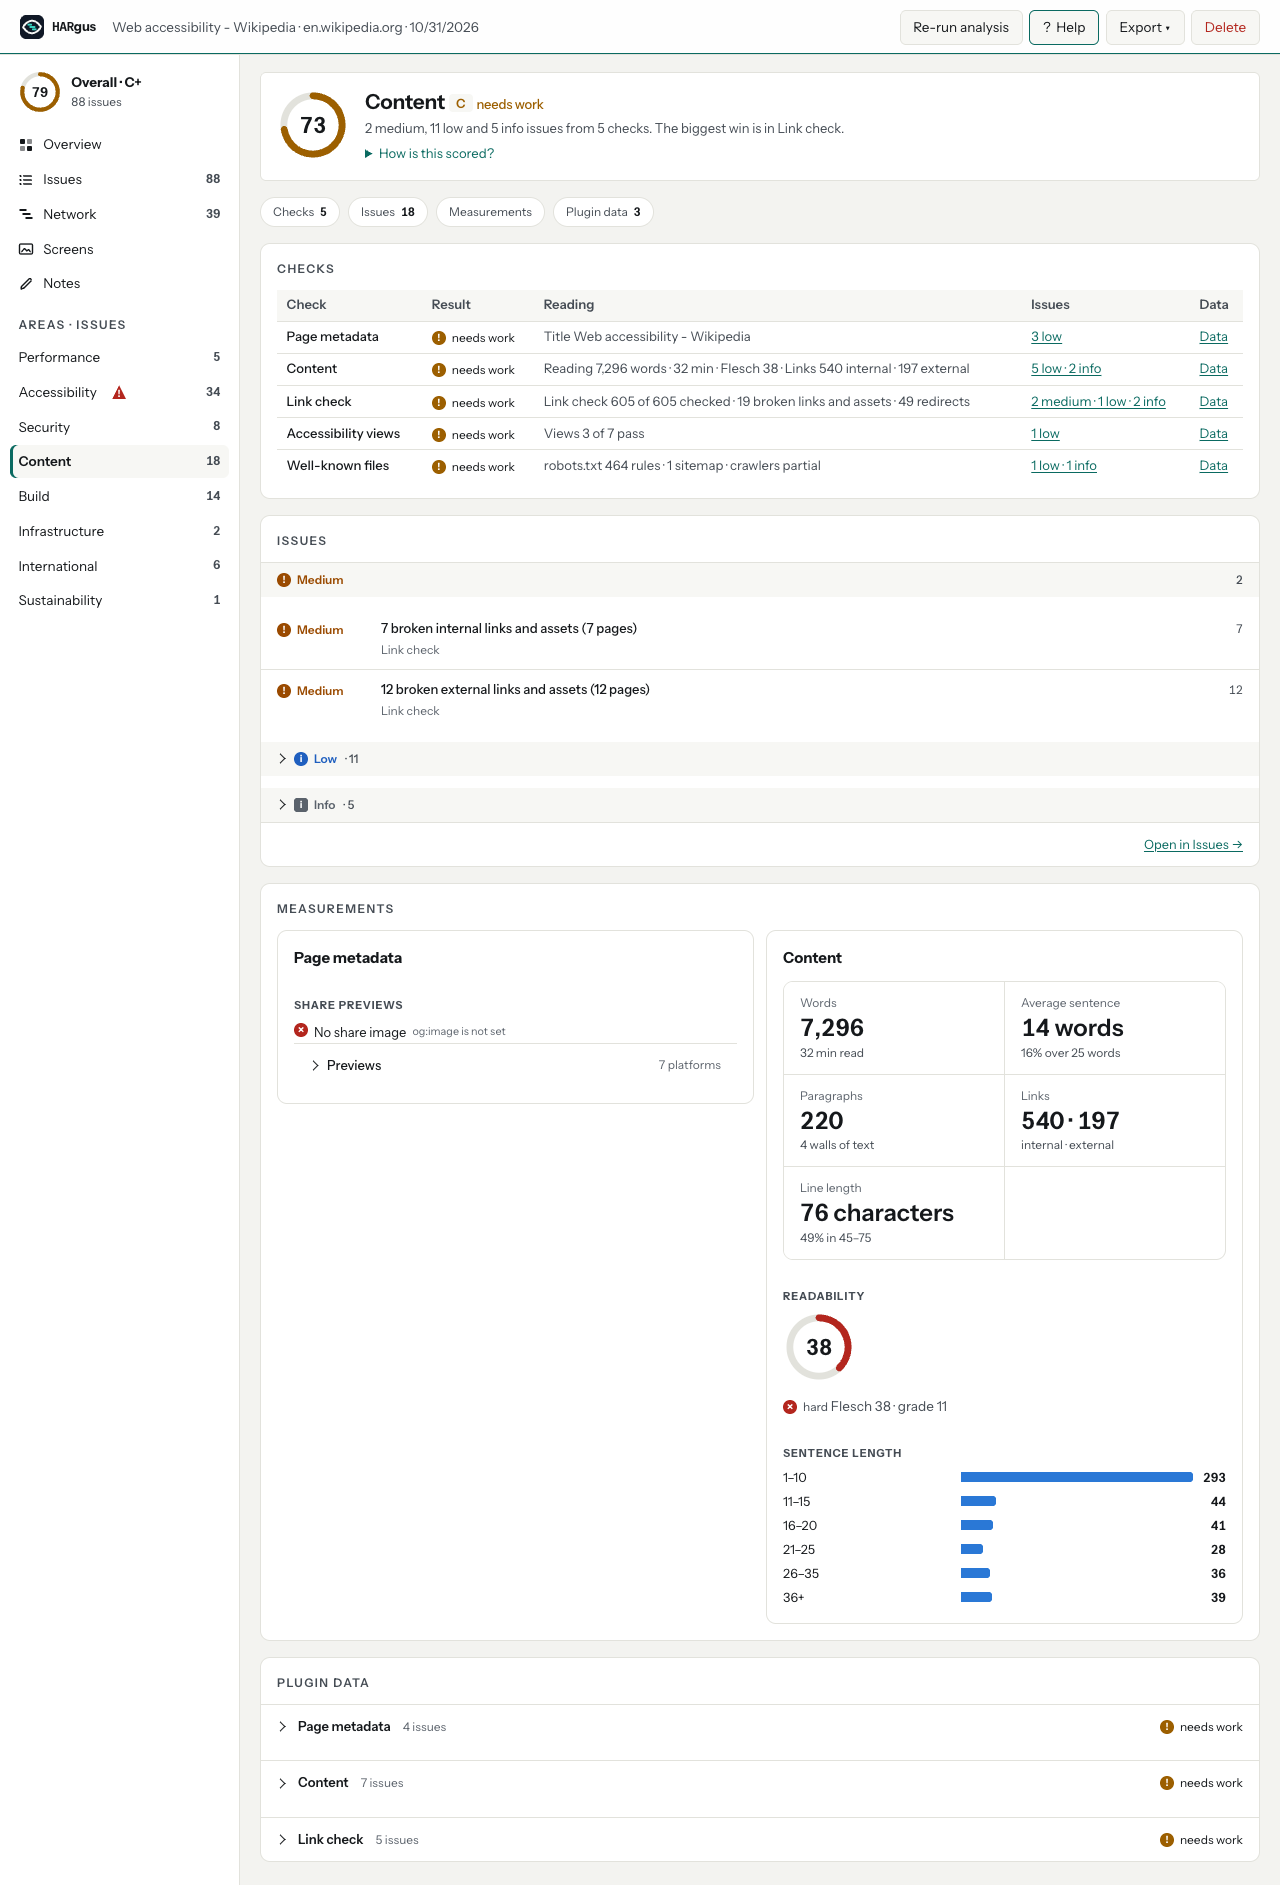 HARgus Web accessibility - Wikipedia · en.wikipedia.org · 10/31/2026 Re-run analysis ? Help Export ▾ Delete
79 Overall · C+
88 issues
Overview
Issues 88
Network 39
Screens
Notes
AREAS · ISSUES
Performance 5
Accessibility 34
Security 8
Content 18
Build 14
Infrastructure 2
International 6
Sustainability 1
73
Content C needs work
2 medium, 11 low and 5 info issues from 5 checks. The biggest win is in Link check.
▶ How is this scored?
Checks 5 Issues 18 Measurements Plugin data 3
CHECKS
Check Result Reading Issues Data
Page metadata ! needs work Title Web accessibility - Wikipedia 3 low Data
Content ! needs work Reading 7,296 words · 32 min · Flesch 38 · Links 540 internal · 197 external 5 low · 2 info Data
Link check ! needs work Link check 605 of 605 checked · 19 broken links and assets · 49 redirects 2 medium · 1 low · 2 info Data
Accessibility views ! needs work Views 3 of 7 pass 1 low Data
Well-known files ! needs work robots.txt 464 rules · 1 sitemap · crawlers partial 1 low · 1 info Data
ISSUES
! Medium 2
! Medium 7 broken internal links and assets (7 pages) 7
Link check
! Medium 12 broken external links and assets (12 pages) 12
Link check
i Low · 11
i Info · 5
Open in Issues →
MEASUREMENTS
Page metadata
SHARE PREVIEWS
No share image og:image is not set
Previews 7 platforms
Content
Words
7,296
32 min read
Average sentence
14 words
16% over 25 words
Paragraphs
220
4 walls of text
Links
540 · 197
internal · external
Line length
76 characters
49% in 45–75
READABILITY
38
hard Flesch 38 · grade 11
SENTENCE LENGTH
1–10 293
11–15 44
16–20 41
21–25 28
26–35 36
36+ 39
PLUGIN DATA
Page metadata 4 issues ! needs work
Content 7 issues ! needs work
Link check 5 issues ! needs work